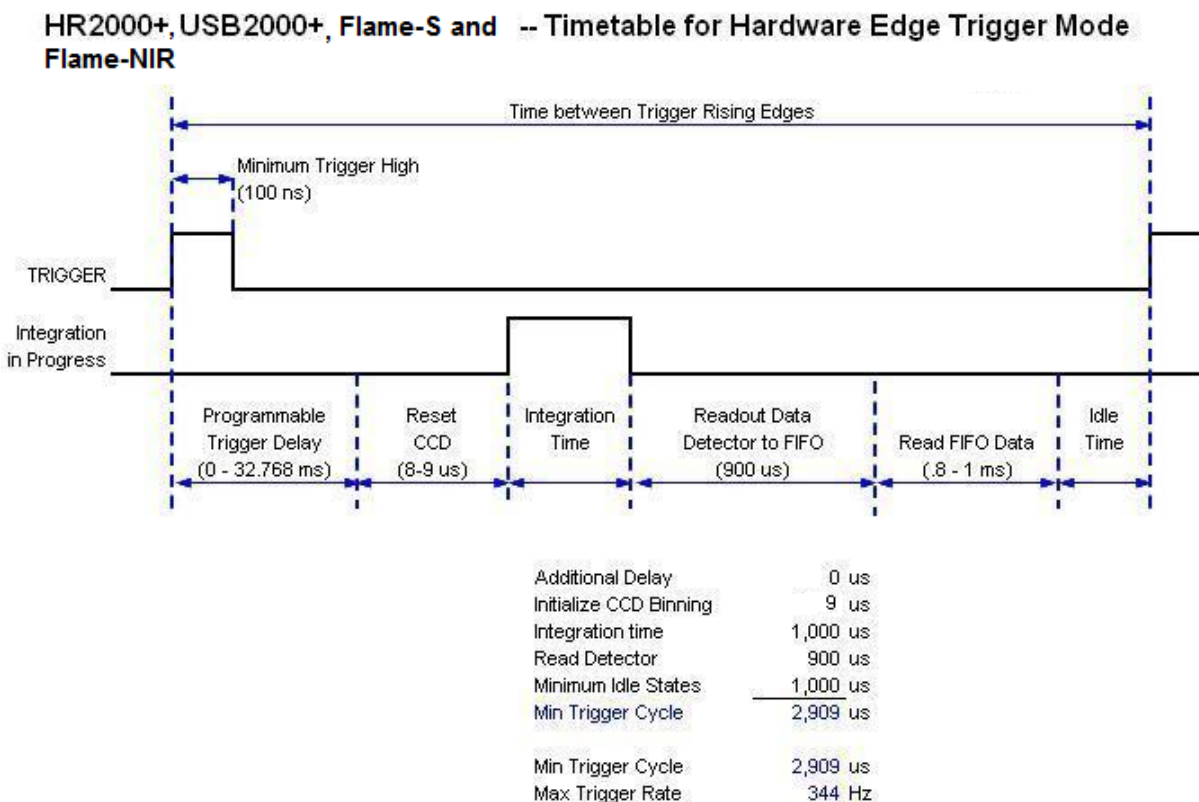 HR2000+, USB2000+, Flame-S and -- Timetable for Hardware Edge Trigger Mode
Flame-NIR
Time between Trigger Rising Edges
Minimum Trigger High
(100 ns)
TRIGGER
Integration
in Progress
Programmable
Trigger Delay
(0 - 32.768 ms)
Reset
CCD
(8-9 us)
Integration
Time
Readout Data
Detector to FIFO
(900 us)
Read FIFO Data
(.8 - 1 ms)
Idle
Time
Additional Delay 0 us
Initialize CCD Binning 9 us
Integration time 1,000 us
Read Detector 900 us
Minimum Idle States 1,000 us
Min Trigger Cycle 2,909 us
Min Trigger Cycle 2,909 us
Max Trigger Rate 344 Hz